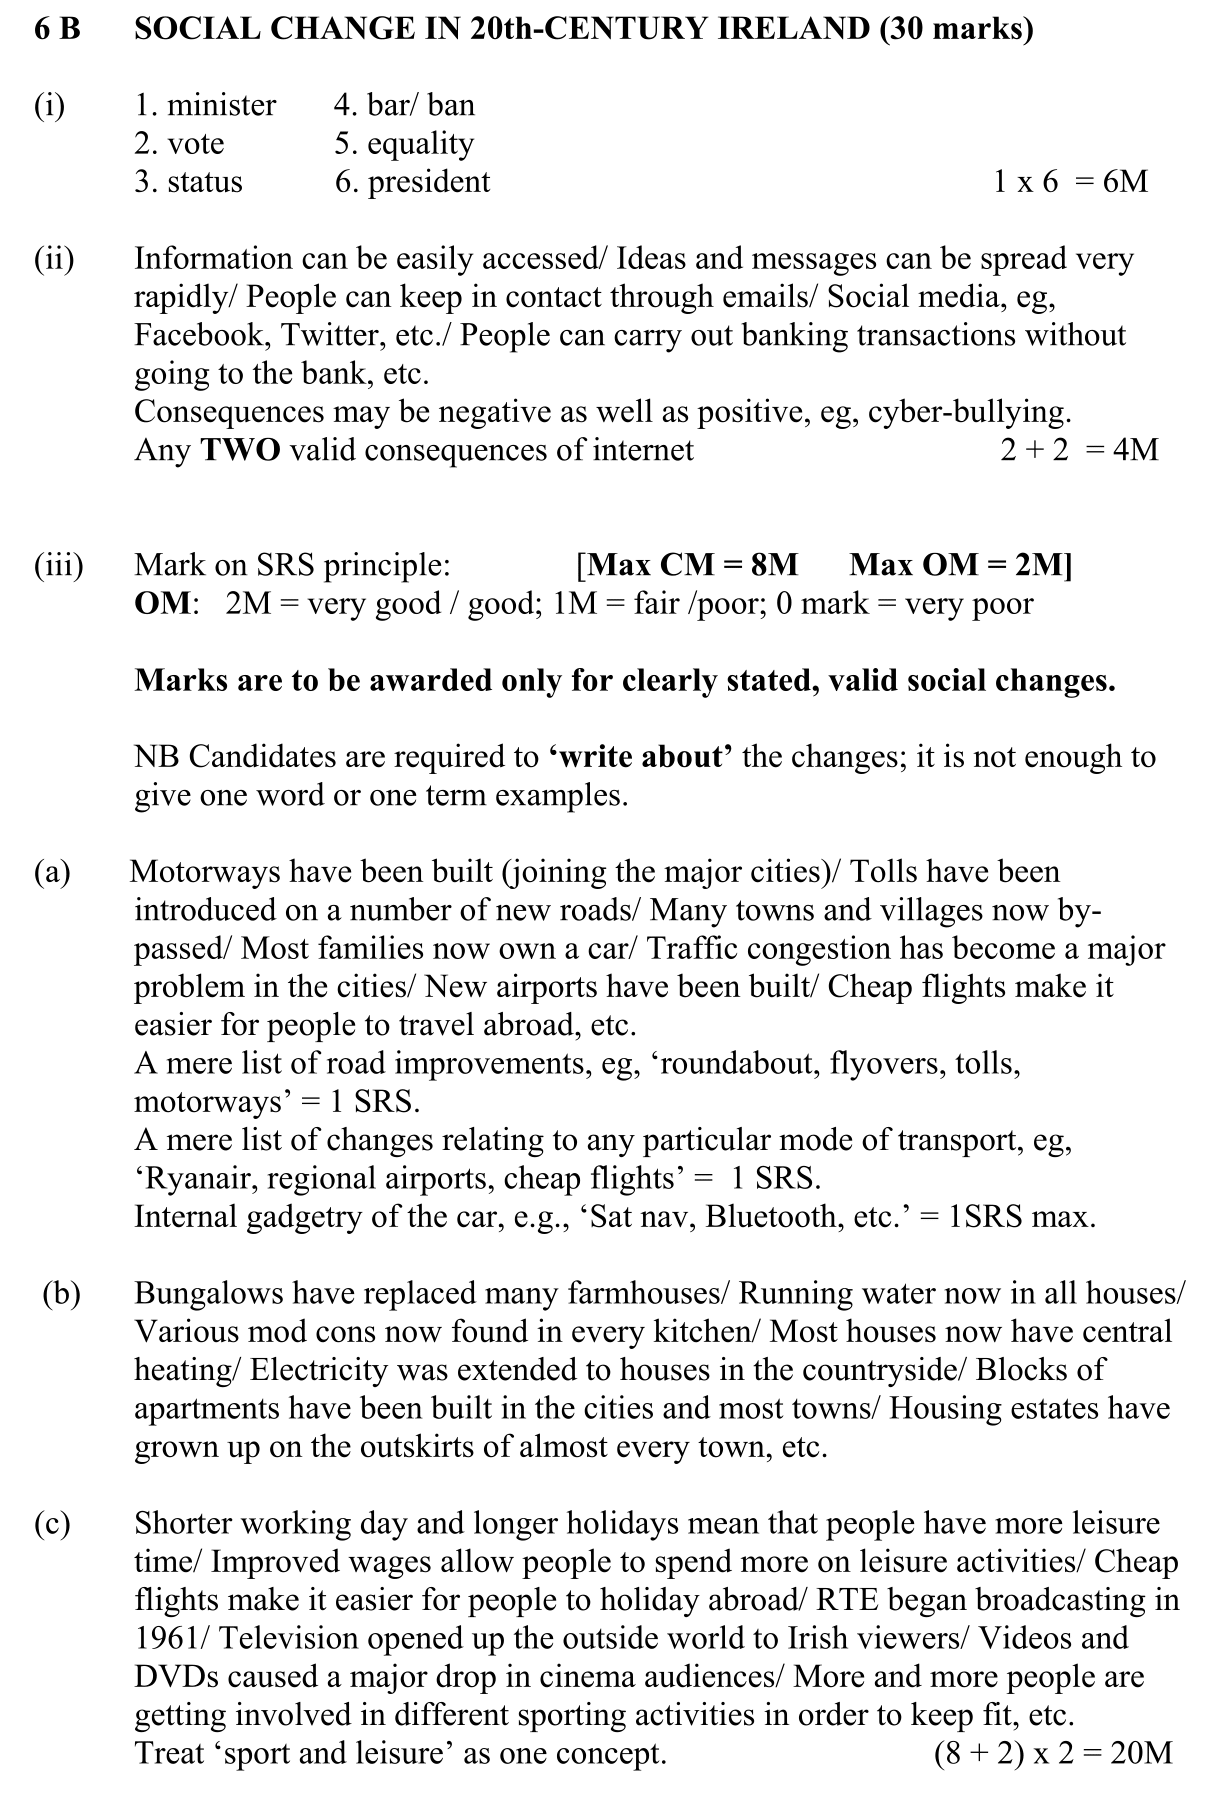 6 B SOCIAL CHANGE IN 20th-CENTURY IRELAND (30 marks)
(i) 1. minister 4. bar/ ban
2. vote 5. equality
3. status 6. president 1 x 6 = 6M
(ii) Information can be easily accessed/ Ideas and messages can be spread very
rapidly/ People can keep in contact through emails/ Social media, eg,
Facebook, Twitter, etc./ People can carry out banking transactions without
going to the bank, etc.
Consequences may be negative as well as positive, eg, cyber-bullying.
Any TWO valid consequences of internet 2 + 2 = 4M
(iii) Mark on SRS principle: [Max CM = 8M Max OM = 2M]
OM: 2M = very good / good; 1M = fair /poor; 0 mark = very poor
Marks are to be awarded only for clearly stated, valid social changes.
NB Candidates are required to ‘write about’ the changes; it is not enough to
give one word or one term examples.
(a) Motorways have been built (joining the major cities)/ Tolls have been
introduced on a number of new roads/ Many towns and villages now by-
passed/ Most families now own a car/ Traffic congestion has become a major
problem in the cities/ New airports have been built/ Cheap flights make it
easier for people to travel abroad, etc.
A mere list of road improvements, eg, ‘roundabout, flyovers, tolls,
motorways’ = 1 SRS.
A mere list of changes relating to any particular mode of transport, eg,
‘Ryanair, regional airports, cheap flights’ = 1 SRS.
Internal gadgetry of the car, e.g., ‘Sat nav, Bluetooth, etc.’ = 1SRS max.
(b) Bungalows have replaced many farmhouses/ Running water now in all houses/
Various mod cons now found in every kitchen/ Most houses now have central
heating/ Electricity was extended to houses in the countryside/ Blocks of
apartments have been built in the cities and most towns/ Housing estates have
grown up on the outskirts of almost every town, etc.
(c) Shorter working day and longer holidays mean that people have more leisure
time/ Improved wages allow people to spend more on leisure activities/ Cheap
flights make it easier for people to holiday abroad/ RTE began broadcasting in
1961/ Television opened up the outside world to Irish viewers/ Videos and
DVDs caused a major drop in cinema audiences/ More and more people are
getting involved in different sporting activities in order to keep fit, etc.
Treat ‘sport and leisure’ as one concept. (8 + 2) x 2 = 20M